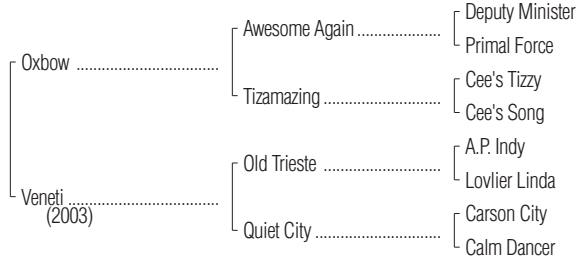 Deputy Minister
Awesome Again ....................
Primal Force
Oxbow ..................................
Cee's Tizzy
Tizamazing .............................
Cee's Song
A.P. Indy
Old Trieste ............................
Lovlier Linda
Veneti ....................................
(2003)
Carson City
Quiet City ..............................
Calm Dancer